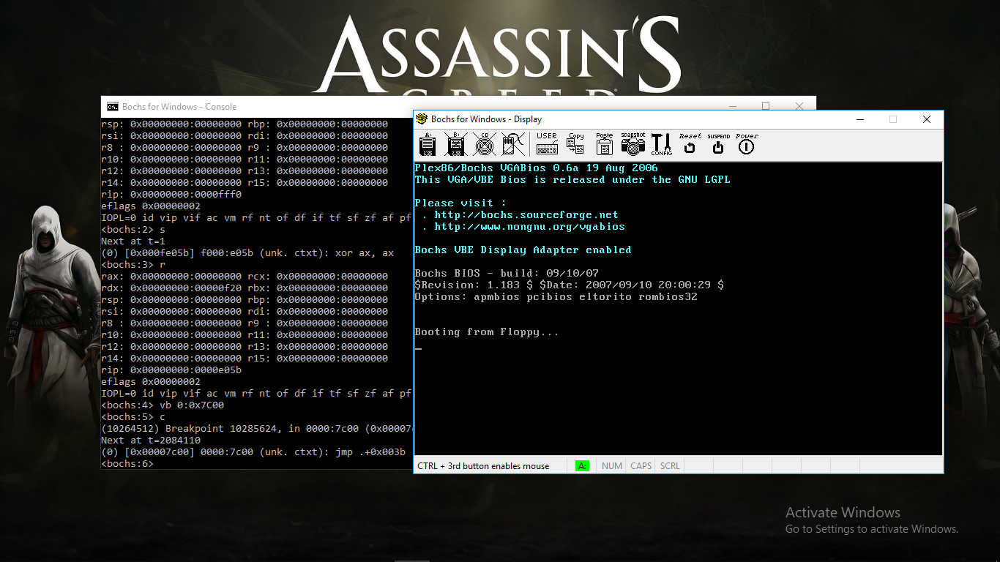 ASSASSIN'S
CREED
Bochs for Windows - Console
rsp: 0x00000000:00000000 rbp: 0x00000000:00000000
rsi: 0x00000000:00000000 rdi: 0x00000000:00000000
r8 : 0x00000000:00000000 r9 : 0x00000000:00000000
r10: 0x00000000:00000000 r11: 0x00000000:00000000
r12: 0x00000000:00000000 r13: 0x00000000:00000000
r14: 0x00000000:00000000 r15: 0x00000000:00000000
rip: 0x00000000:0000fff0
eflags 0x00000002
IOPL=0 id vip vif ac vm rf nt of df if tf sf zf af pf
<bochs:2> s
Next at t=1
(0) [0x000fe05b] f000:e05b (unk. ctxt): xor ax, ax
<bochs:3> r
rax: 0x00000000:00000000 rcx: 0x00000000:00000000
rdx: 0x00000000:00000f20 rbx: 0x00000000:00000000
rsp: 0x00000000:00000000 rbp: 0x00000000:00000000
rsi: 0x00000000:00000000 rdi: 0x00000000:00000000
r8 : 0x00000000:00000000 r9 : 0x00000000:00000000
r10: 0x00000000:00000000 r11: 0x00000000:00000000
r12: 0x00000000:00000000 r13: 0x00000000:00000000
r14: 0x00000000:00000000 r15: 0x00000000:00000000
rip: 0x00000000:0000e05b
eflags 0x00000002
IOPL=0 id vip vif ac vm rf nt of df if tf sf zf af pf
<bochs:4> vb 0:0x7C00
<bochs:5> c
(10264512) Breakpoint 10285624, in 0000:7c00 (0x00007
Next at t=2084110
(0) [0x00007c00] 0000:7c00 (unk. ctxt): jmp .+0x003b
<bochs:6>
Bochs for Windows - Display
A: B: CD USER Copy Paste snapshot CONFIG Reset SUSPEND Power
Plex86/Bochs VGABios 0.6a 19 Aug 2006
This VGA/VBE Bios is released under the GNU LGPL
Please visit :
. http://bochs.sourceforge.net
. http://www.nongnu.org/vgabios
Bochs VBE Display Adapter enabled
Bochs BIOS - build: 09/10/07
$Revision: 1.183 $ $Date: 2007/09/10 20:00:29 $
Options: apmbios pcibios eltorito rombios32
Booting from Floppy...
_
CTRL + 3rd button enables mouse A: NUM CAPS SCRL
Activate Windows
Go to Settings to activate Windows.